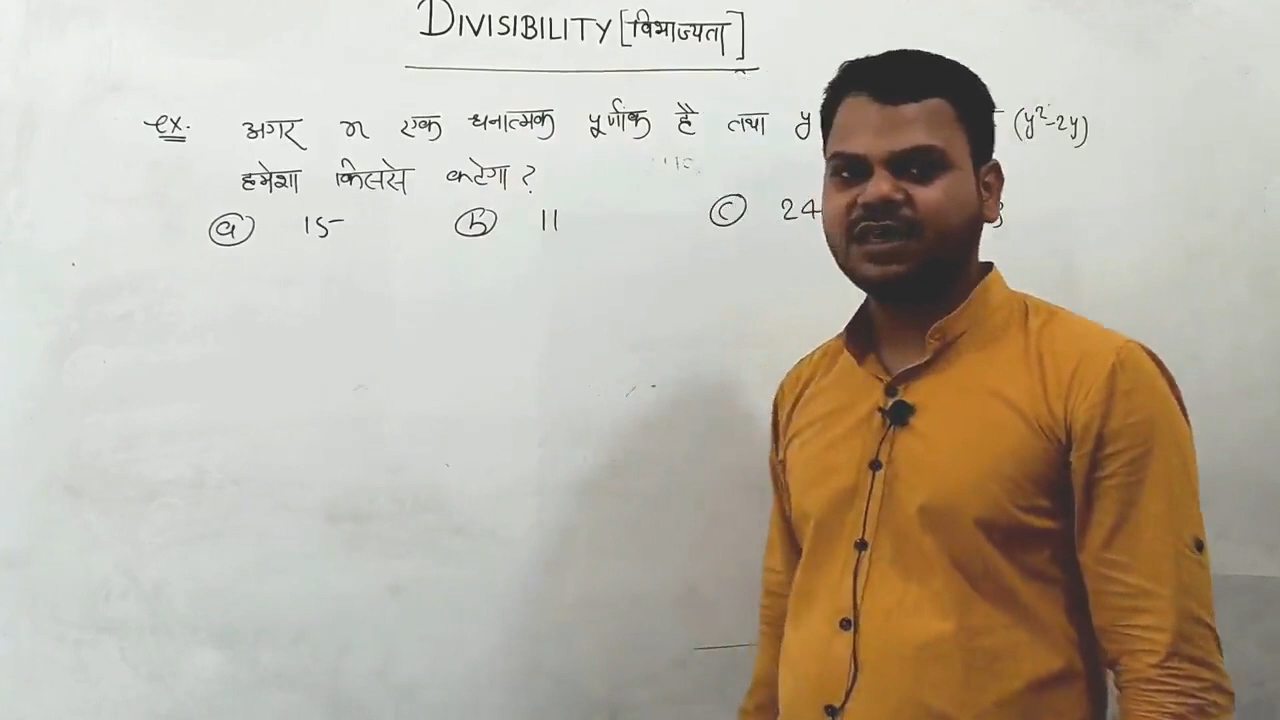 DIVISIBILITY [विभाज्यता]
ex. अगर n एक धनात्मक पूर्णांक है तथा y (y²-2y)
हमेशा किससे कटेगा ?
(a) 15 (b) 11 (c) 24